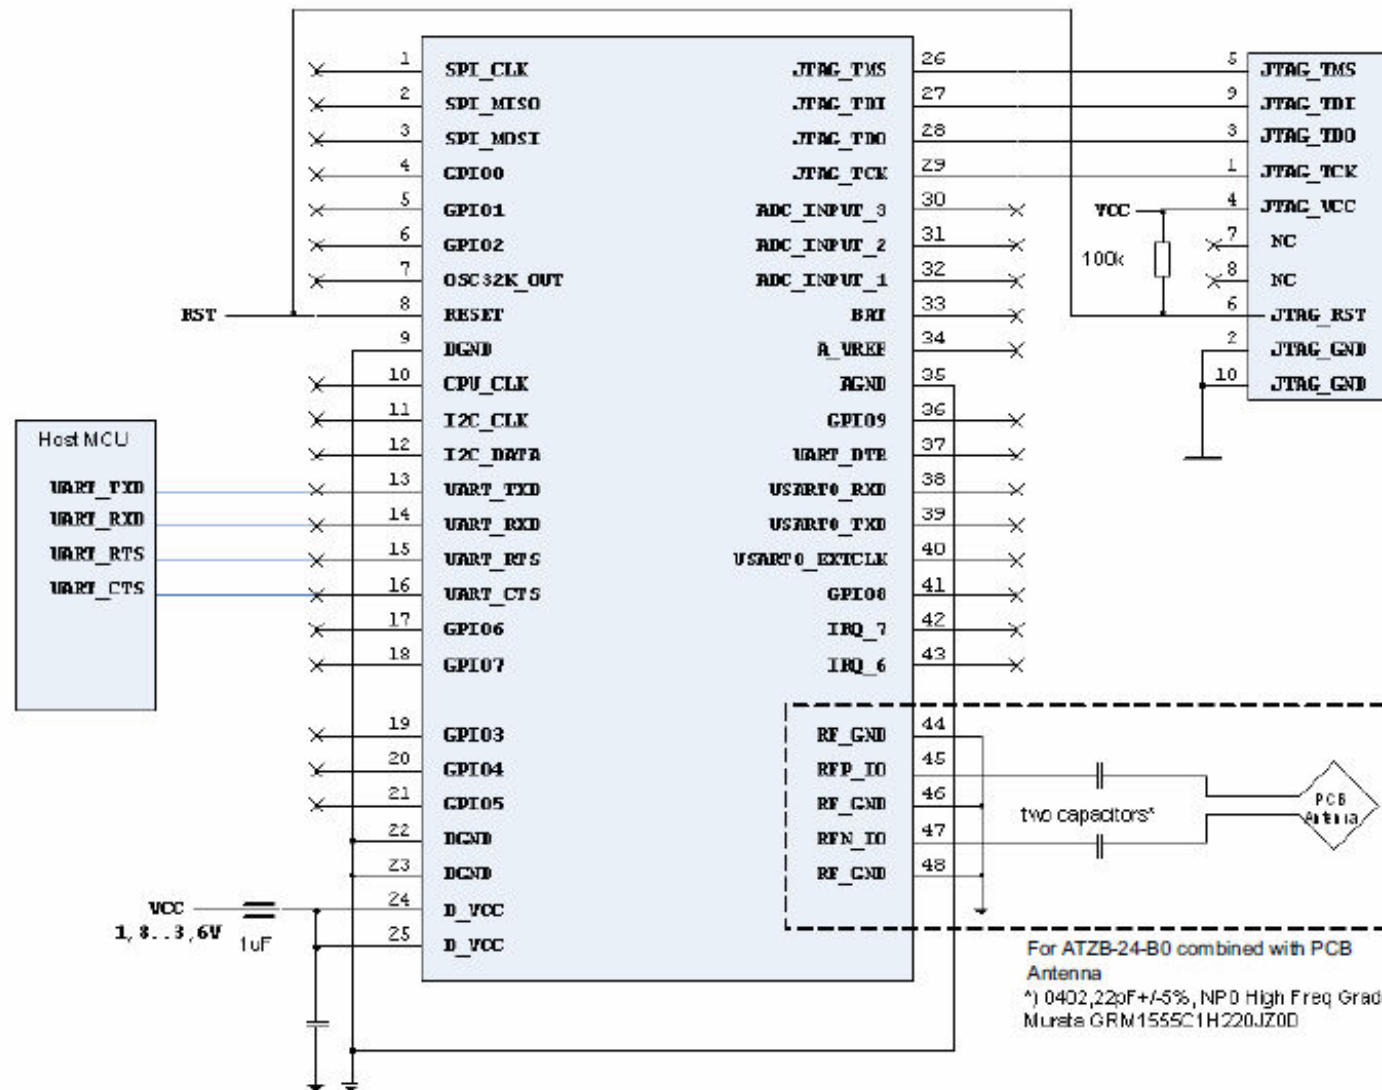 1 SPI_CLK
2 SPI_MISO
3 SPI_MOSI
4 GPIO0
5 GPIO1
6 GPIO2
7 OSC32K_OUT
RST 8 RESET
9 DGND
10 CPU_CLK
11 I2C_CLK
12 I2C_DATA
13 UART_TXD
14 UART_RXD
15 UART_RTS
16 UART_CTS
17 GPIO6
18 GPIO7
19 GPIO3
20 GPIO4
21 GPIO5
22 DGND
23 DGND
24 D_VCC
25 D_VCC
Host MCU
UART_TXD
UART_RXD
UART_RTS
UART_CTS
VCC
1,8..3,6V
1uF
JTAG_TMS 26
JTAG_TDI 27
JTAG_TDO 28
JTAG_TCK 29
ADC_INPUT_3 30
ADC_INPUT_2 31
ADC_INPUT_1 32
BAT 33
A_VREF 34
AGND 35
GPIO9 36
UART_DTR 37
USART0_RXD 38
USART0_TXD 39
USART0_EXTCLK 40
GPIO8 41
IRQ_7 42
IRQ_6 43
RF_GND 44
RFP_IO 45
RF_GND 46
RFN_IO 47
RF_GND 48
5 JTAG_TMS
9 JTAG_TDI
3 JTAG_TDO
1 JTAG_TCK
VCC 4 JTAG_VCC
7 NC
100k
8 NC
6 JTAG_RST
2 JTAG_GND
10 JTAG_GND
two capacitors*
PCB
Antenna
For ATZB-24-B0 combined with PCB
Antenna
*) 0402,22pF+/-5%, NP0 High Freq Grad
Murata GRM1555C1H220JZ0D